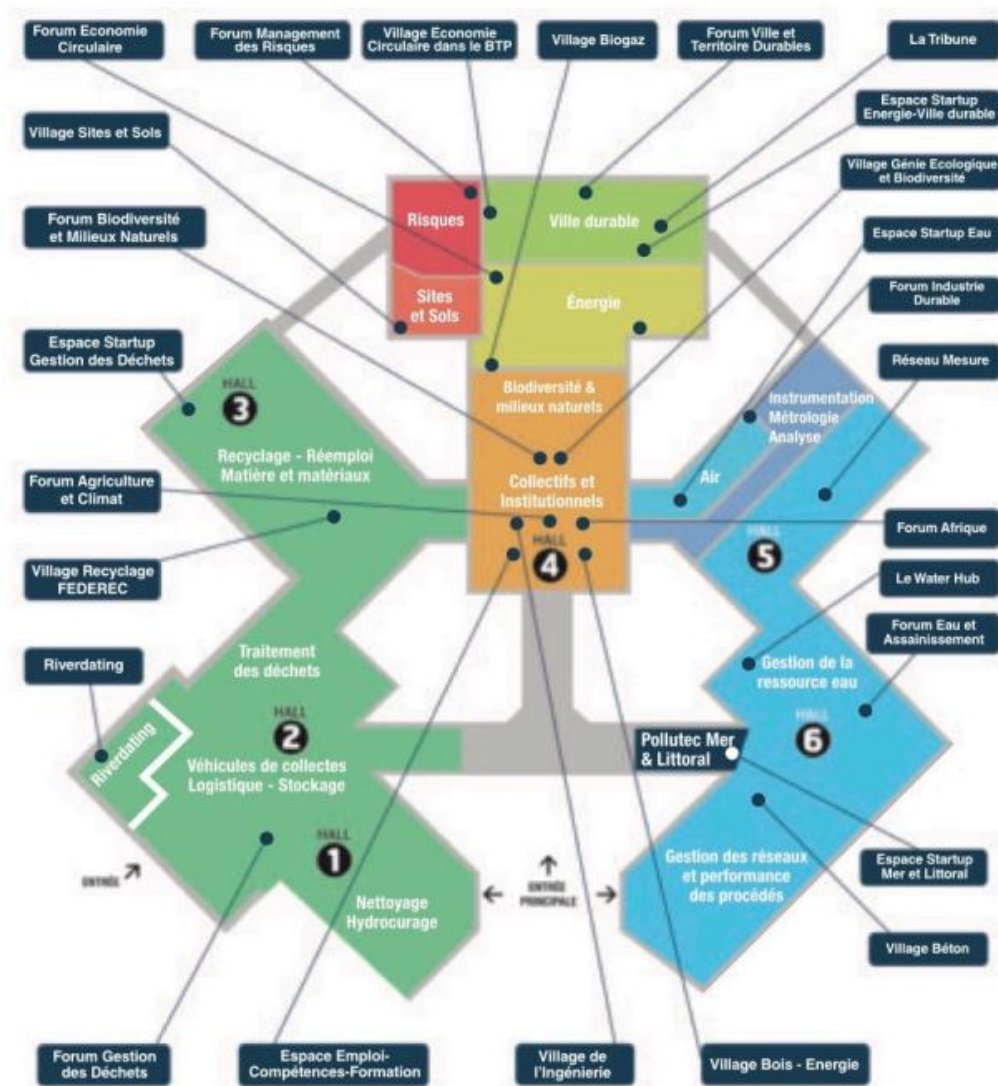 Forum Economie
Circulaire
Forum Management
des Risques
Village Economie
Circulaire dans le BTP
Village Biogaz
Forum Ville et
Territoire Durables
La Tribune
Espace Startup
Energie-Ville durable
Village Sites et Sols
Village Génie Ecologique
et Biodiversité
Forum Biodiversité
et Milieux Naturels
Risques
Ville durable
Espace Startup Eau
Sites
et Sols
Énergie
Forum Industrie
Durable
Espace Startup
Gestion des Déchets
HALL
3
Biodiversité &
milieux naturels
Instrumentation
Métrologie
Analyse
Réseau Mesure
Recyclage - Réemploi
Matière et matériaux
Forum Agriculture
et Climat
Collectifs et
Institutionnels
Air
HALL
4
HALL
5
Forum Afrique
Village Recyclage
FEDEREC
Le Water Hub
Forum Eau et
Assainissement
Riverdating
Traitement
des déchets
Gestion de la
ressource eau
HALL
2
HALL
6
Riverdating
Véhicules de collectes
Logistique - Stockage
Pollutec Mer
& Littoral
HALL
1
Gestion des réseaux
et performance
des procédés
Espace Startup
Mer et Littoral
ENTRÉE
ENTRÉE
PRINCIPALE
Nettoyage
Hydrocurage
Village Béton
Forum Gestion
des Déchets
Espace Emploi-
Compétences-Formation
Village de
l'Ingénierie
Village Bois - Energie